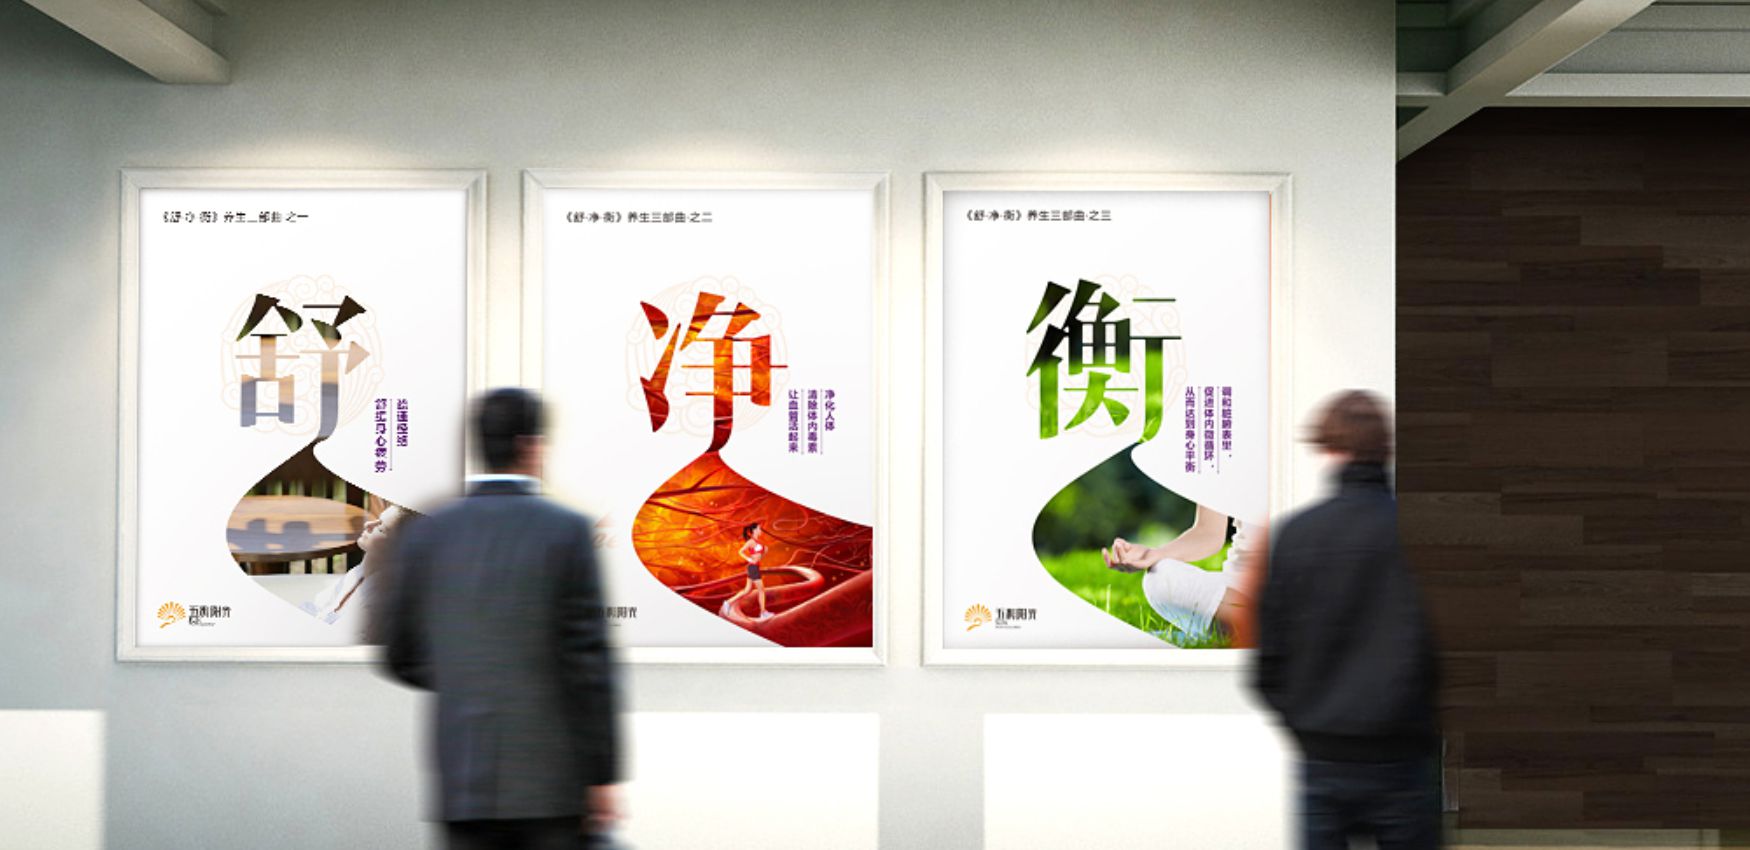 《舒·净·衡》养生三部曲·之一
舒
舒缓身心疲劳
《舒·净·衡》养生三部曲·之二
净
净化人体
清除体内毒素
让血管活起来
《舒·净·衡》养生三部曲·之三
衡
调和脏腑表里，
促进体内微循环，
从而达到身心平衡